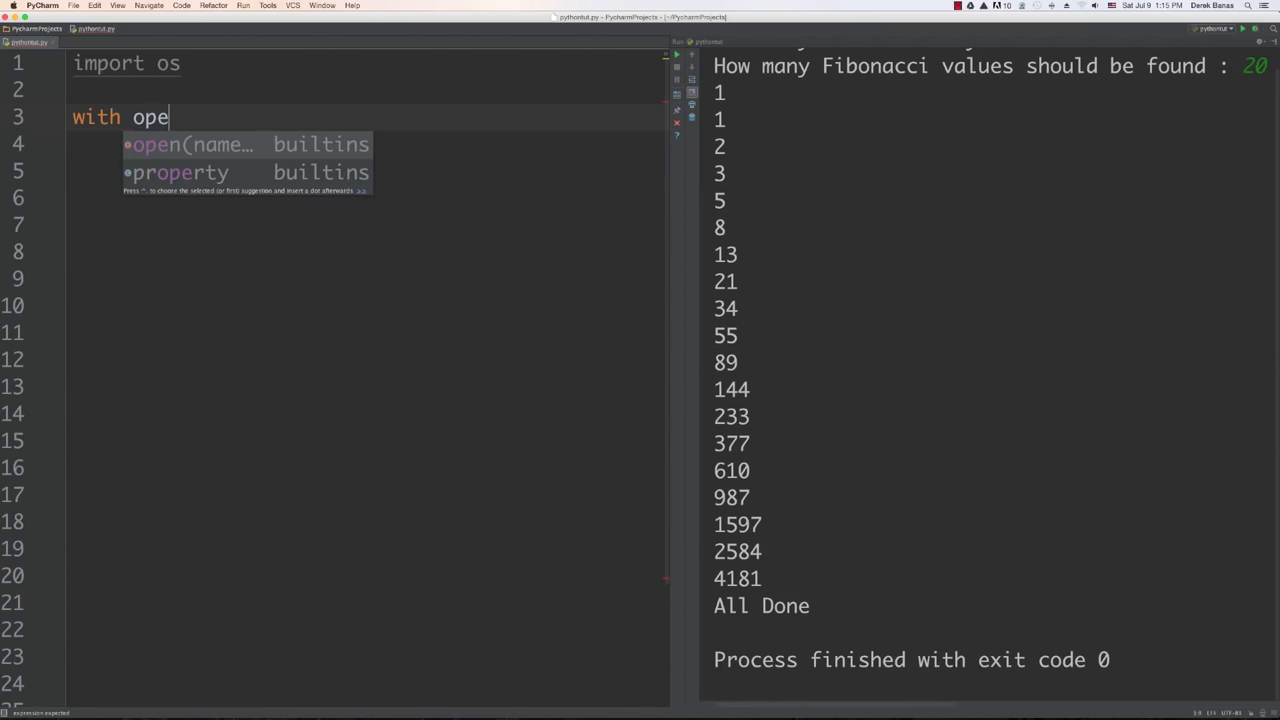 PyCharm File Edit View Navigate Code Refactor Run Tools VCS Window Help 10 Sat Jul 9 1:15 PM Derek Banas
pythontut.py - PycharmProjects - [~/PycharmProjects]
PycharmProjects pythontut.py pythontut
pythontut.py
Run pythontut
1 import os
2
3 with ope
open(name… builtins
property builtins
Press ^. to choose the selected (or first) suggestion and insert a dot afterwards >>
4
5
6
7
8
9
10
11
12
13
14
15
16
17
18
19
20
21
22
23
24
How many Fibonacci values should be found : 20
1
1
2
3
5
8
13
21
34
55
89
144
233
377
610
987
1597
2584
4181
All Done
Process finished with exit code 0
expression expected
3:9 LF≠ UTF-8≠